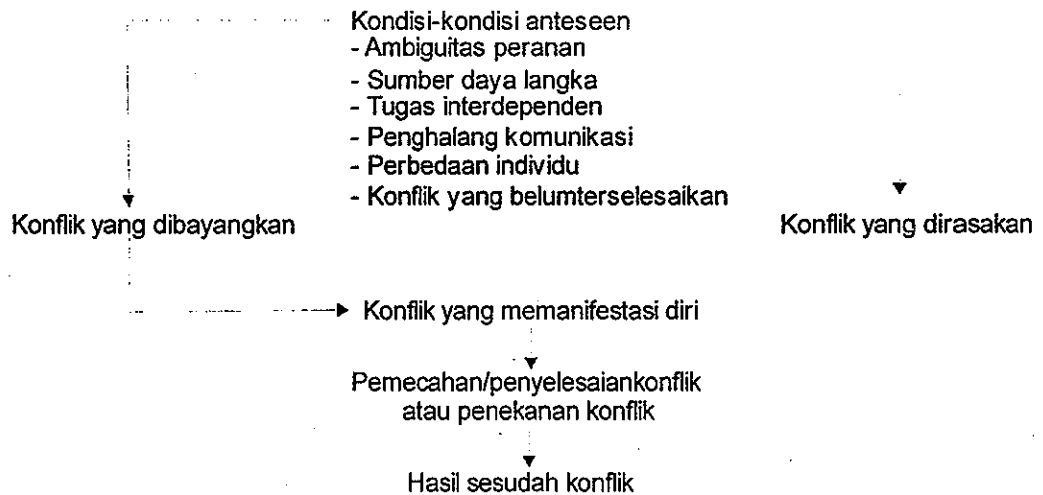 Kondisi-kondisi anteseen
- Ambiguitas peranan
- Sumber daya langka
- Tugas interdependen
- Penghalang komunikasi
- Perbedaan individu
- Konflik yang belumterselesaikan
Konflik yang dibayangkan
Konflik yang dirasakan
Konflik yang memanifestasi diri
Pemecahan/penyelesaiankonflik
atau penekanan konflik
Hasil sesudah konflik